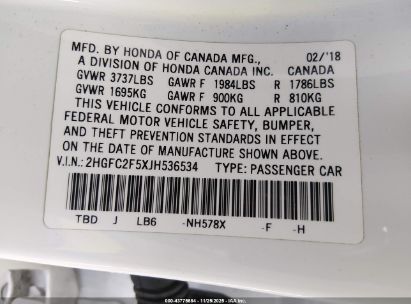 MFD. BY HONDA OF CANADA MFG., 02/'18
A DIVISION OF HONDA CANADA INC. CANADA
GVWR 3737LBS GAWR F 1984LBS R 1786LBS
GVWR 1695KG GAWR F 900KG R 810KG
THIS VEHICLE CONFORMS TO ALL APPLICABLE
FEDERAL MOTOR VEHICLE SAFETY, BUMPER,
AND THEFT PREVENTION STANDARDS IN EFFECT
ON THE DATE OF MANUFACTURE SHOWN ABOVE.
V.I.N.: 2HGFC2F5XJH536534 TYPE: PASSENGER CAR
TBD J LB6 -NH578X -F -H